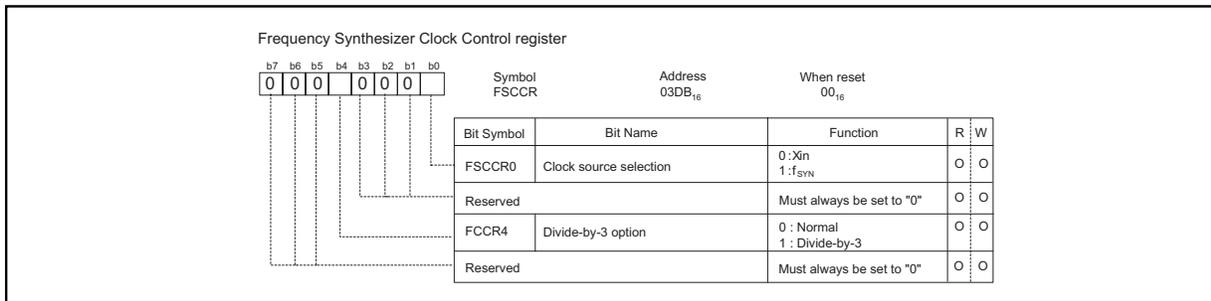 Frequency Synthesizer Clock Control register
b7 b6 b5 b4 b3 b2 b1 b0
0 0 0 0 0 0
Symbol Address When reset
FSCCR 03DB₁₆ 00₁₆
Bit Symbol Bit Name Function R W
FSCCR0 Clock source selection 0 :Xin O O
1 :fSYN
Reserved Must always be set to "0" O O
FCCR4 Divide-by-3 option 0 : Normal O O
1 : Divide-by-3
Reserved Must always be set to "0" O O